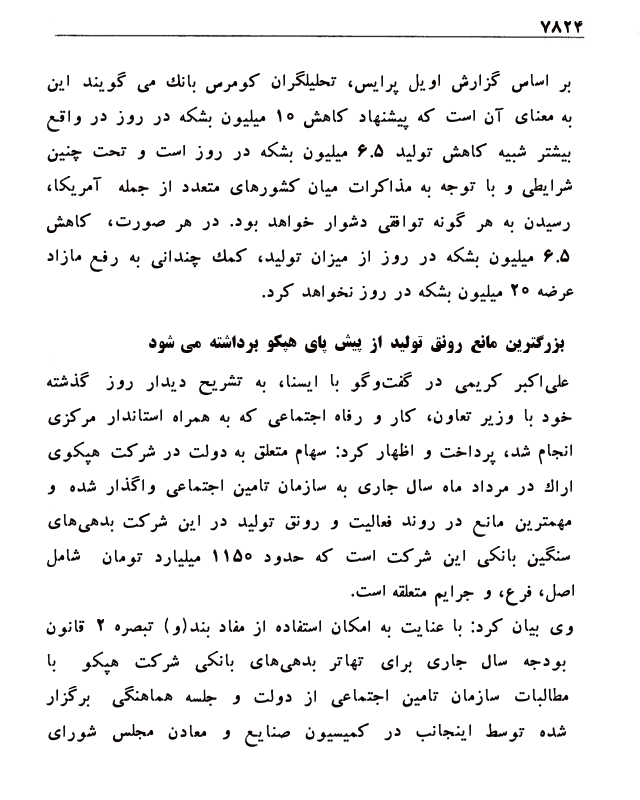 ۷۸۲۴
بر اساس گزارش اویل پرایس، تحلیلگران کومرس بانك می گویند این
به معنای آن است که پیشنهاد کاهش ۱۰ میلیون بشکه در روز در واقع
بیشتر شبیه کاهش تولید ۶.۵ میلیون بشکه در روز است و تحت چنین
شرایطی و با توجه به مذاکرات میان کشورهای متعدد از جمله آمریکا،
رسیدن به هر گونه توافقی دشوار خواهد بود. در هر صورت، کاهش
۶.۵ میلیون بشکه در روز از میزان تولید، کمك چندانی به رفع مازاد
عرضه ۲۰ میلیون بشکه در روز نخواهد کرد.
بزرگترین مانع رونق تولید از پیش پای هپکو برداشته می شود
علی‌اکبر کریمی در گفت‌وگو با ایسنا، به تشریح دیدار روز گذشته
خود با وزیر تعاون، کار و رفاه اجتماعی که به همراه استاندار مرکزی
انجام شد، پرداخت و اظهار کرد: سهام متعلق به دولت در شرکت هپکوی
اراك در مرداد ماه سال جاری به سازمان تامین اجتماعی واگذار شده و
مهمترین مانع در روند فعالیت و رونق تولید در این شرکت بدهی‌های
سنگین بانکی این شرکت است که حدود ۱۱۵۰ میلیارد تومان شامل
اصل، فرع، و جرایم متعلقه است.
وی بیان کرد: با عنایت به امکان استفاده از مفاد بند(و) تبصره ۲ قانون
بودجه سال جاری برای تهاتر بدهی‌های بانکی شرکت هپکو با
مطالبات سازمان تامین اجتماعی از دولت و جلسه هماهنگی برگزار
شده توسط اینجانب در کمیسیون صنایع و معادن مجلس شورای